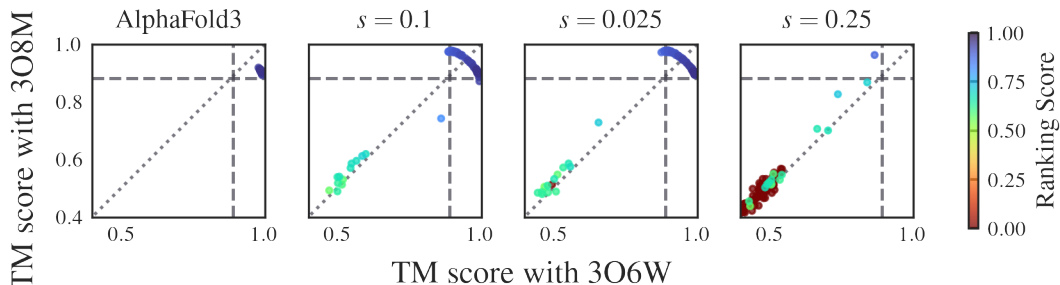 AlphaFold3
s = 0.1
s = 0.025
s = 0.25
TM score with 3O8M
1.0
0.8
0.6
0.4
0.5
1.0
0.5
1.0
0.5
1.0
0.5
1.0
TM score with 3O6W
1.00
0.75
0.50
0.25
0.00
Ranking Score